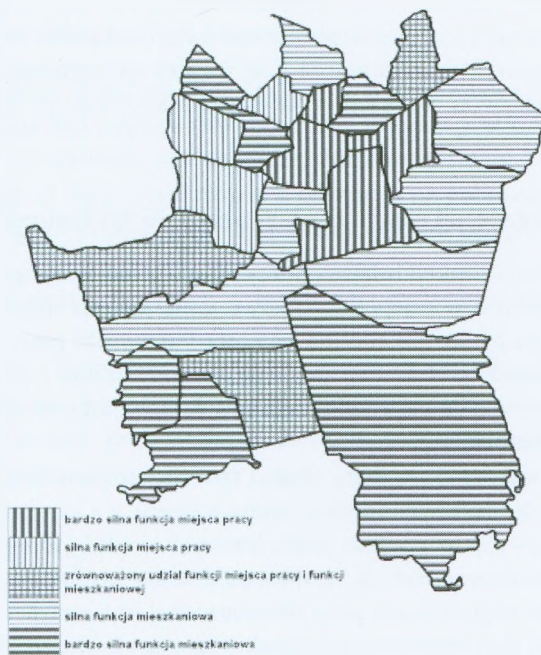 bardzo silna funkcja miejsca pracy
silna funkcja miejsca pracy
zrównoważony udział funkcji miejsca pracy i funkcji
mieszkaniowej
silna funkcja mieszkaniowa
bardzo silna funkcja mieszkaniowa